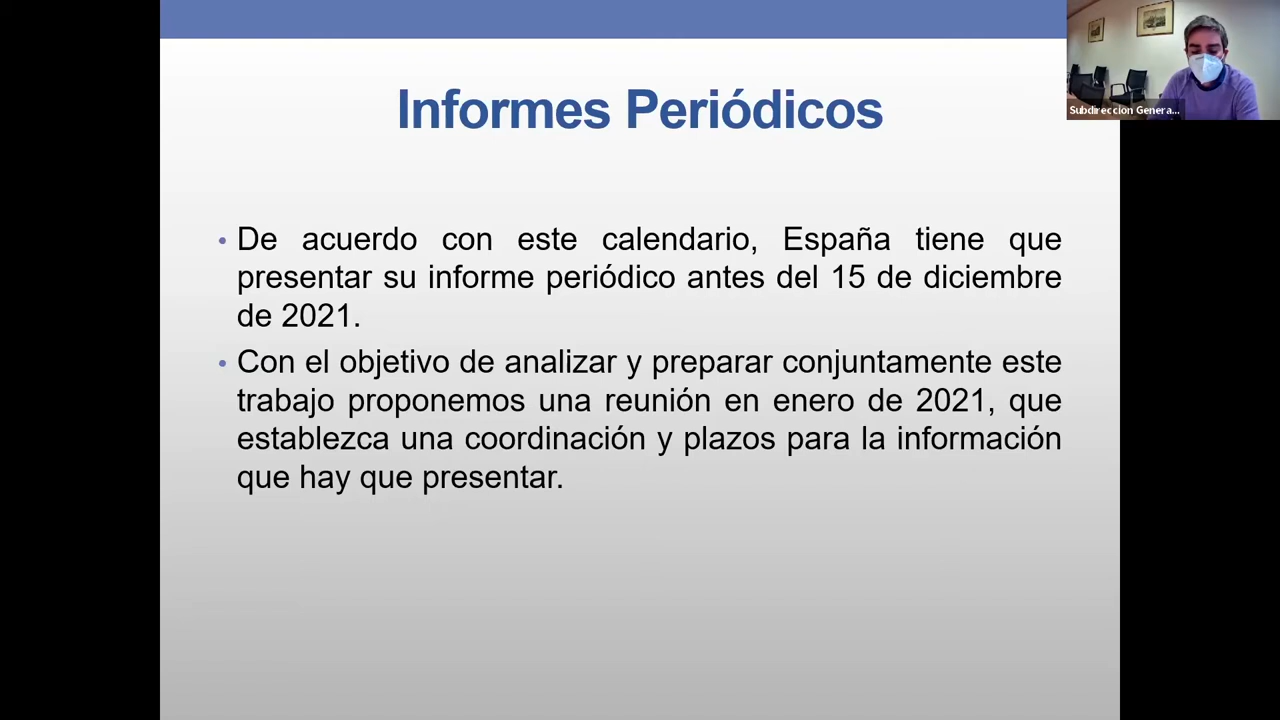 Informes Periódicos
Subdireccion Genera...
• De acuerdo con este calendario, España tiene que
presentar su informe periódico antes del 15 de diciembre
de 2021.
• Con el objetivo de analizar y preparar conjuntamente este
trabajo proponemos una reunión en enero de 2021, que
establezca una coordinación y plazos para la información
que hay que presentar.